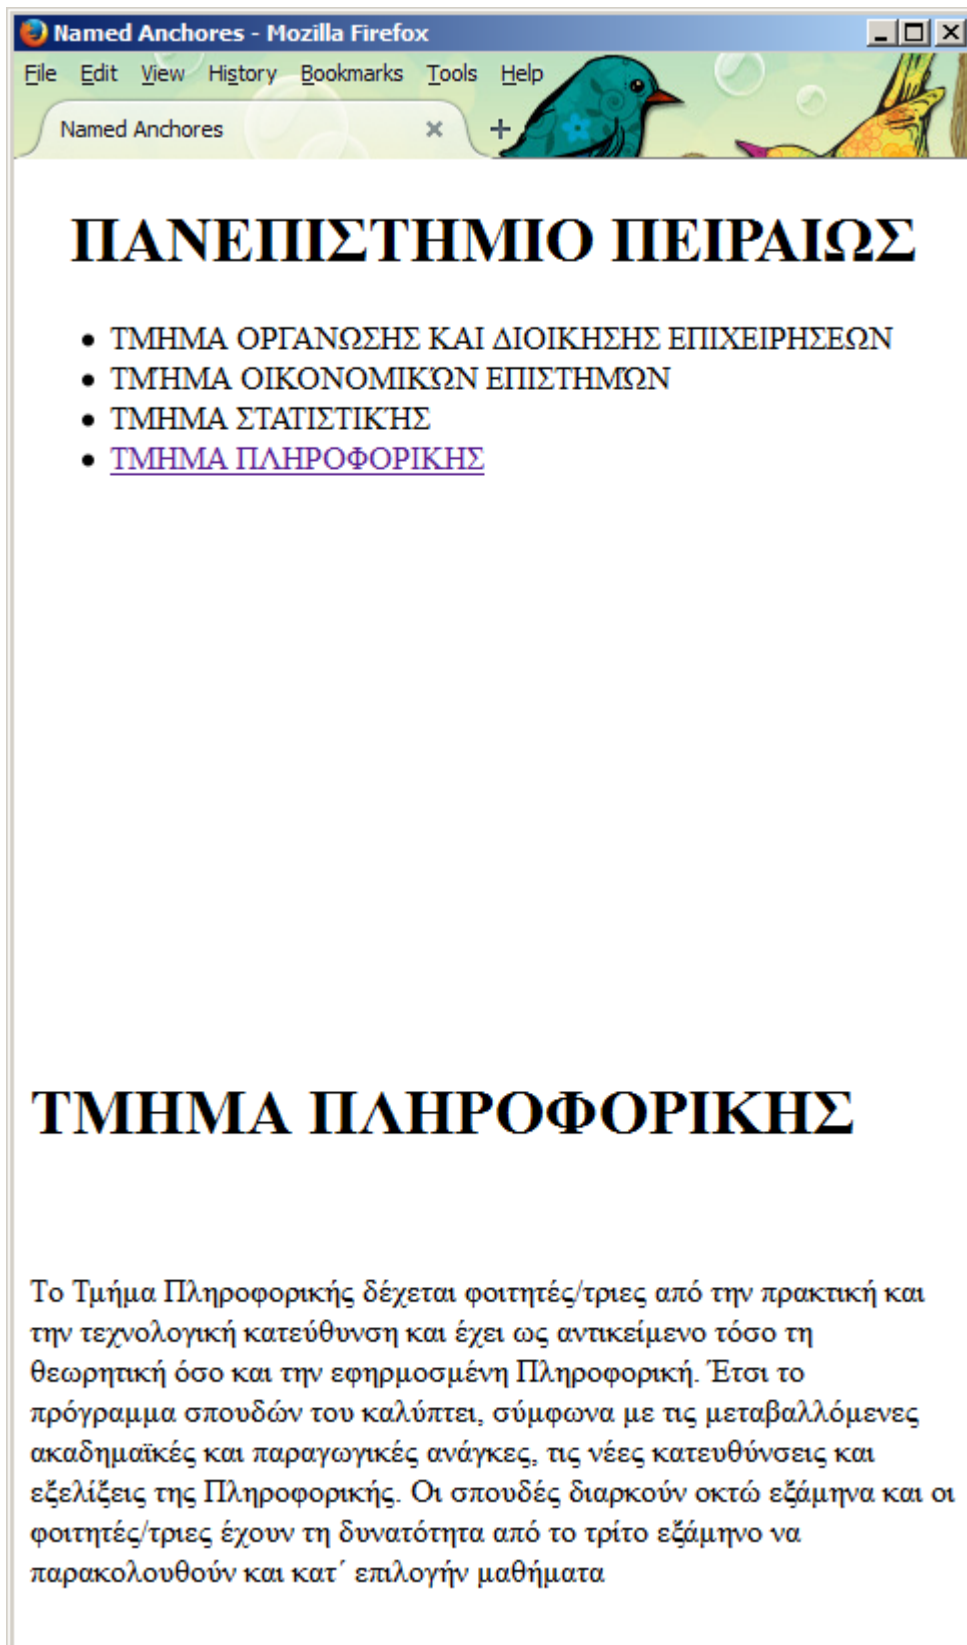 Named Anchores - Mozilla Firefox
File Edit View History Bookmarks Tools Help
Named Anchores
ΠΑΝΕΠΙΣΤΗΜΙΟ ΠΕΙΡΑΙΩΣ
ΤΜΗΜΑ ΟΡΓΑΝΩΣΗΣ ΚΑΙ ΔΙΟΙΚΗΣΗΣ ΕΠΙΧΕΙΡΗΣΕΩΝ
ΤΜΉΜΑ ΟΙΚΟΝΟΜΙΚΏΝ ΕΠΙΣΤΗΜΏΝ
ΤΜΗΜΑ ΣΤΑΤΙΣΤΙΚΉΣ
ΤΜΗΜΑ ΠΛΗΡΟΦΟΡΙΚΗΣ
ΤΜΗΜΑ ΠΛΗΡΟΦΟΡΙΚΗΣ
Το Τμήμα Πληροφορικής δέχεται φοιτητές/τριες από την πρακτική και
την τεχνολογική κατεύθυνση και έχει ως αντικείμενο τόσο τη
θεωρητική όσο και την εφηρμοσμένη Πληροφορική. Έτσι το
πρόγραμμα σπουδών του καλύπτει, σύμφωνα με τις μεταβαλλόμενες
ακαδημαϊκές και παραγωγικές ανάγκες, τις νέες κατευθύνσεις και
εξελίξεις της Πληροφορικής. Οι σπουδές διαρκούν οκτώ εξάμηνα και οι
φοιτητές/τριες έχουν τη δυνατότητα από το τρίτο εξάμηνο να
παρακολουθούν και κατ΄ επιλογήν μαθήματα